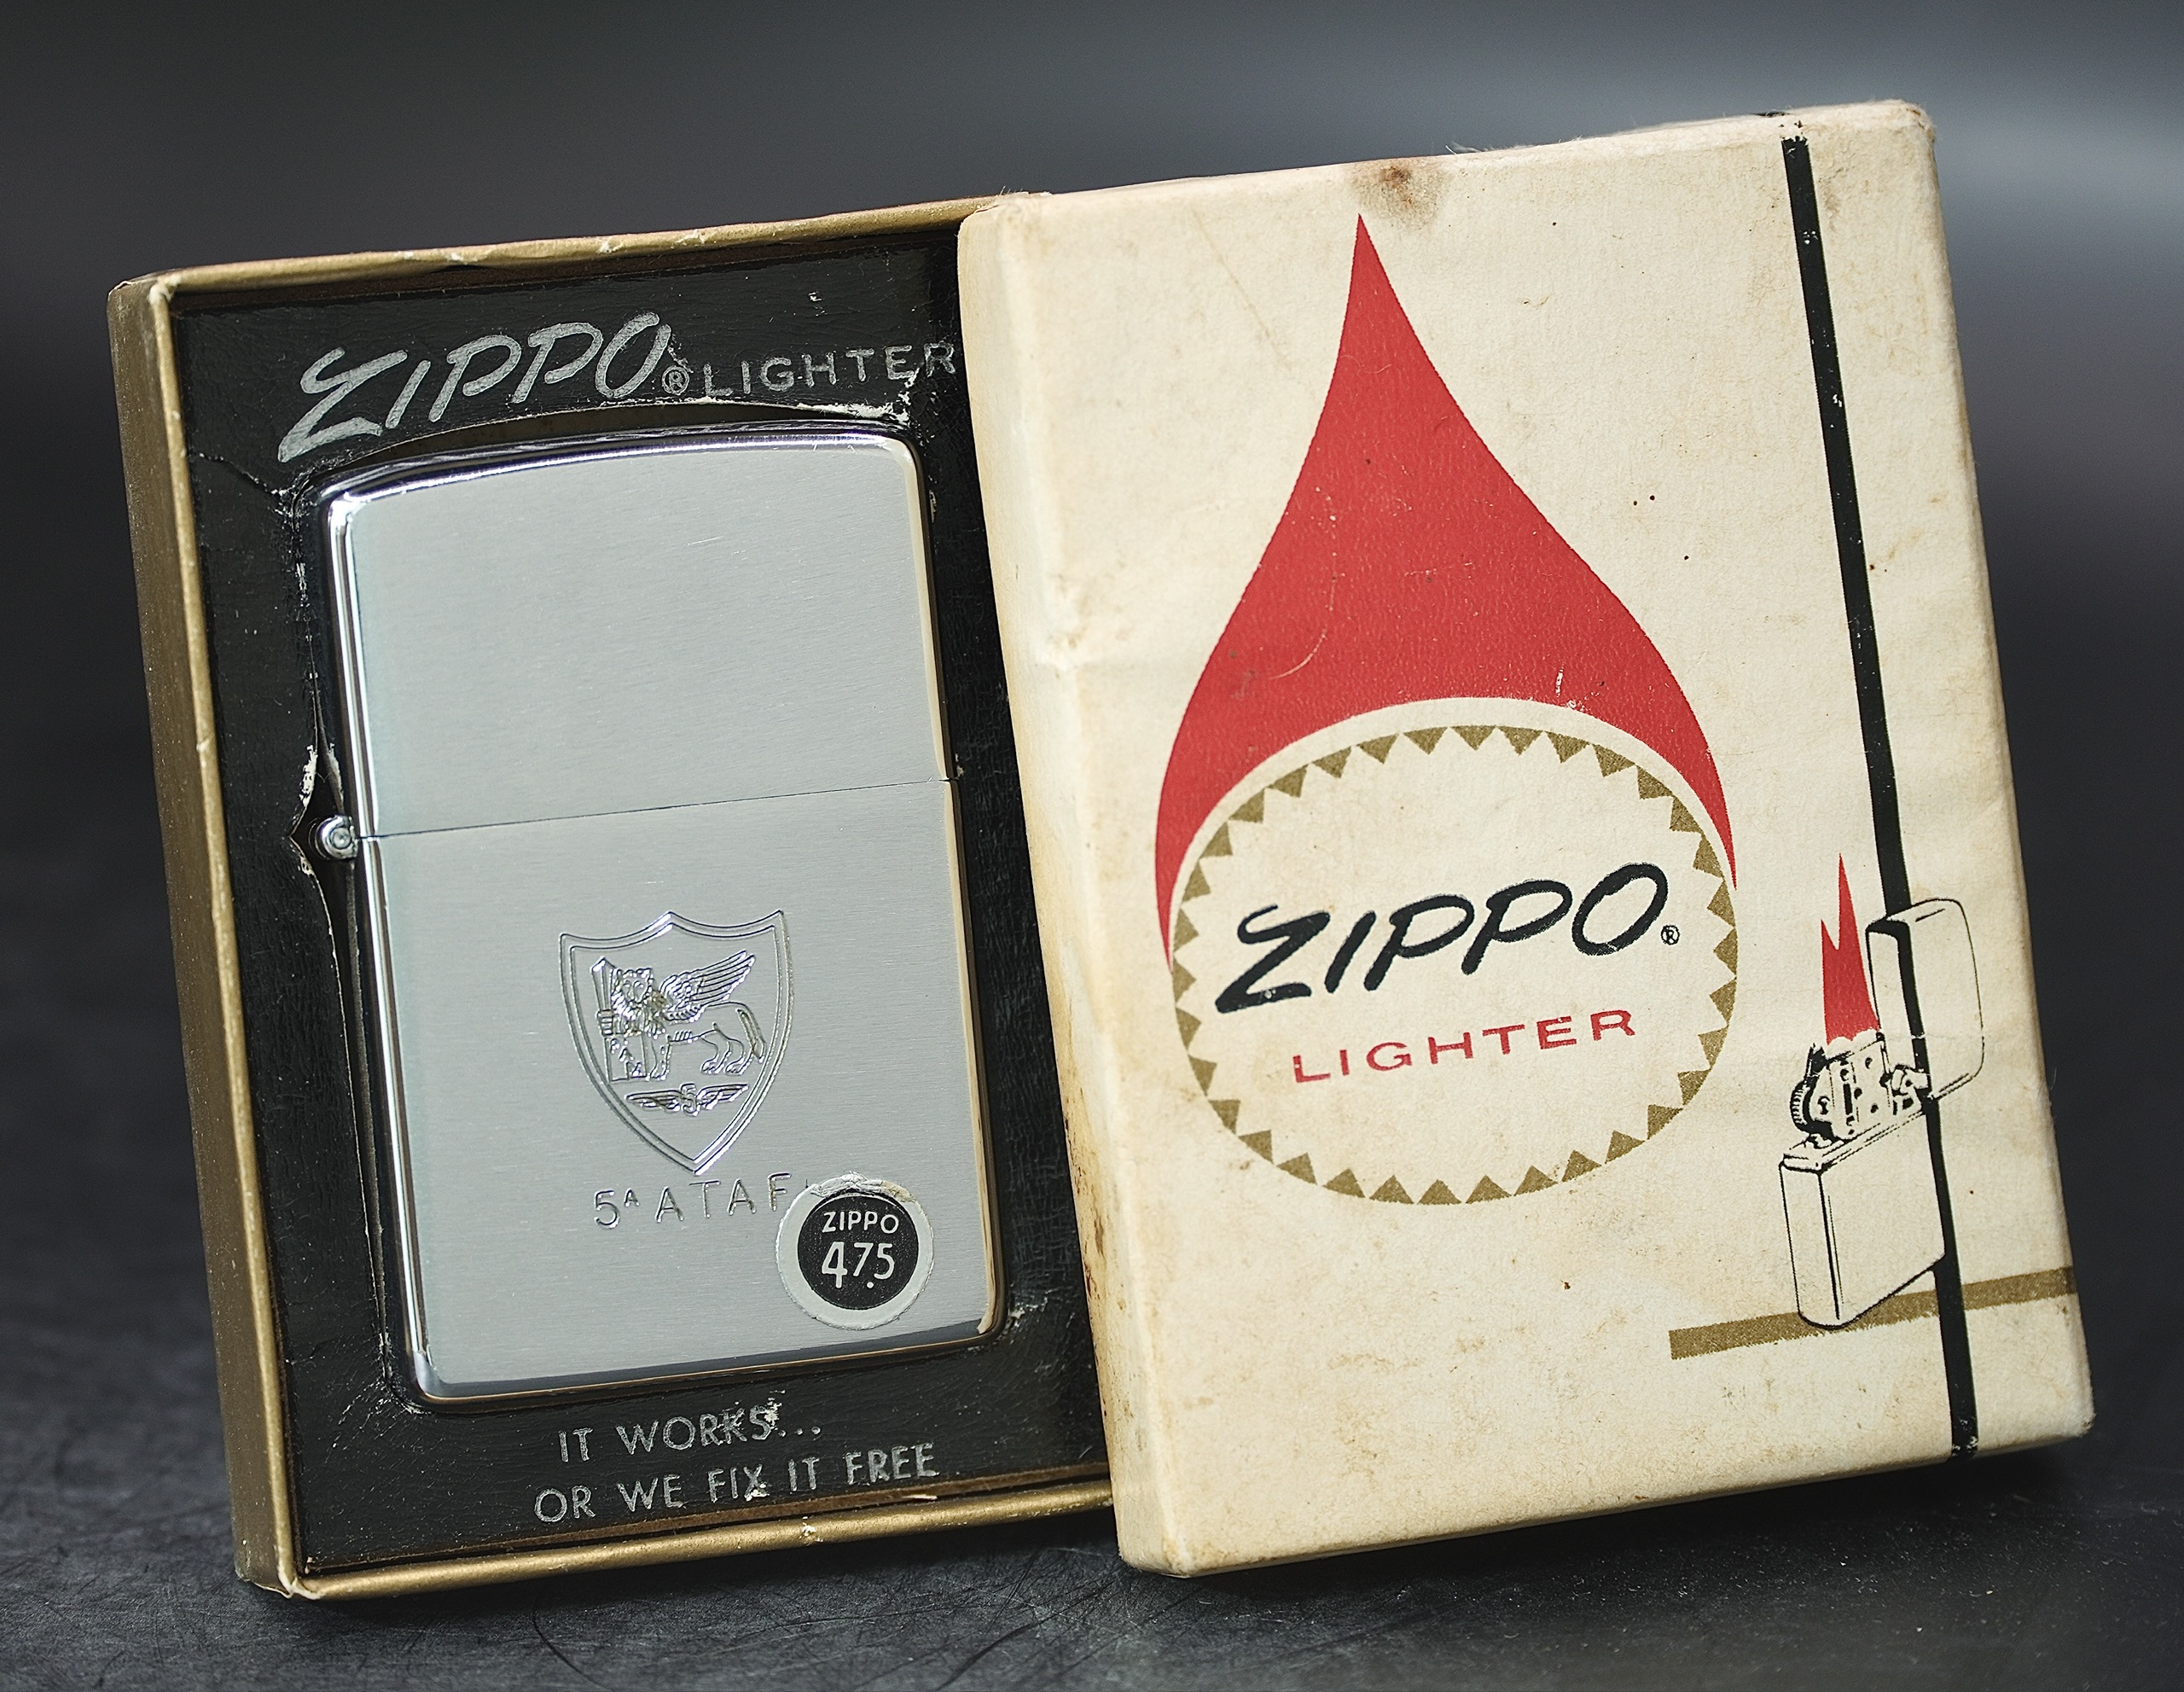 ZIPPO® LIGHTER
5ᴬ ATAF
ZIPPO
4.75
IT WORKS...
OR WE FIX IT FREE
ZIPPO®
LIGHTER